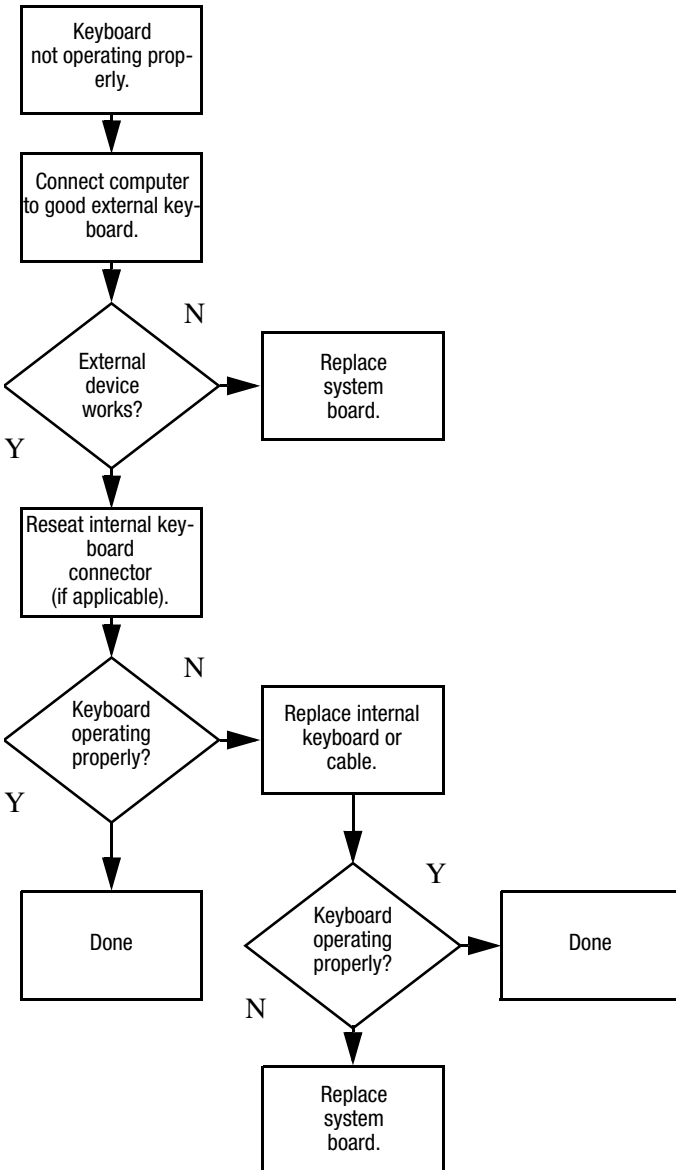 Keyboard
not operating prop-
erly.
Connect computer
to good external key-
board.
N
External
device
works?
Replace
system
board.
Y
Reseat internal key-
board
connector
(if applicable).
N
Keyboard
operating
properly?
Replace internal
keyboard or
cable.
Y
Y
Done
Keyboard
operating
properly?
Done
N
Replace
system
board.